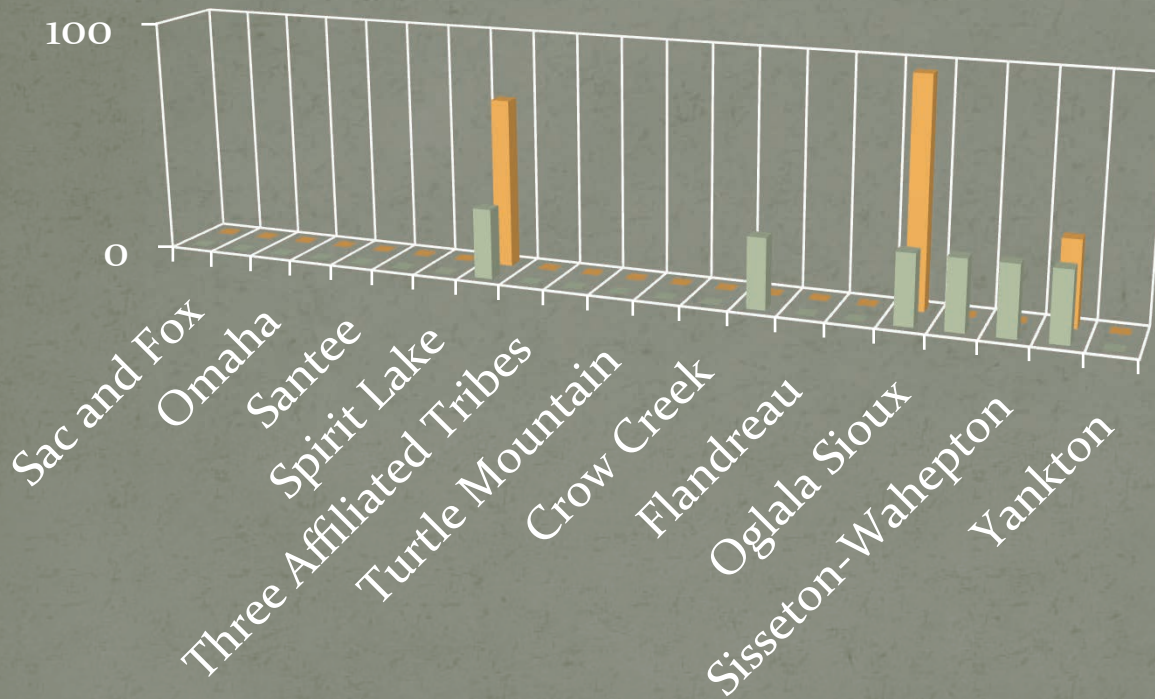 100
0
Sac and Fox
Omaha
Santee
Spirit Lake
Three Affiliated Tribes
Turtle Mountain
Crow Creek
Flandreau
Oglala Sioux
Sisseton-Wahepton
Yankton